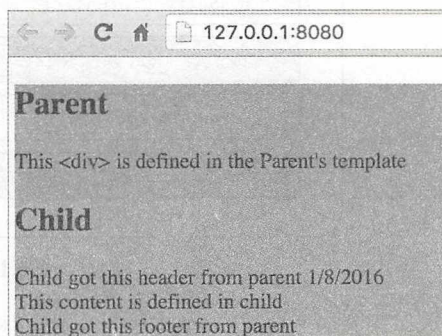 127.0.0.1:8080
Parent
This <div> is defined in the Parent's template
Child
Child got this header from parent 1/8/2016
This content is defined in child
Child got this footer from parent